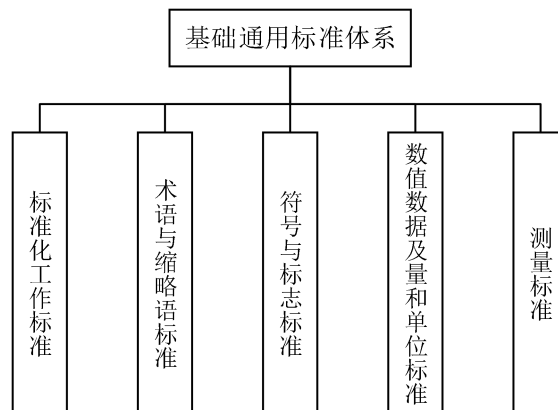 基础通用标准体系
标准化工作标准
术语与缩略语标准
符号与标志标准
数值数据及量和单位标准
测量标准